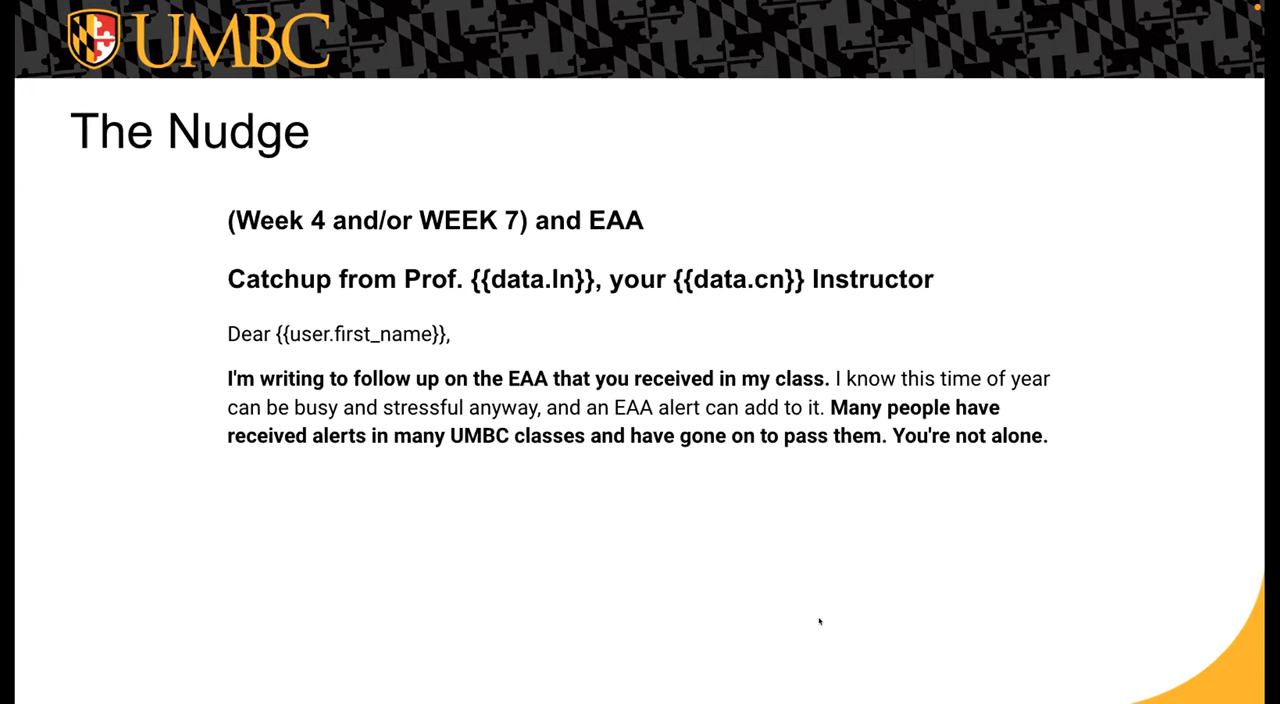 UMBC
The Nudge
(Week 4 and/or WEEK 7) and EAA
Catchup from Prof. {{data.ln}}, your {{data.cn}} Instructor
Dear {{user.first_name}},
I'm writing to follow up on the EAA that you received in my class. I know this time of year
can be busy and stressful anyway, and an EAA alert can add to it. Many people have
received alerts in many UMBC classes and have gone on to pass them. You're not alone.